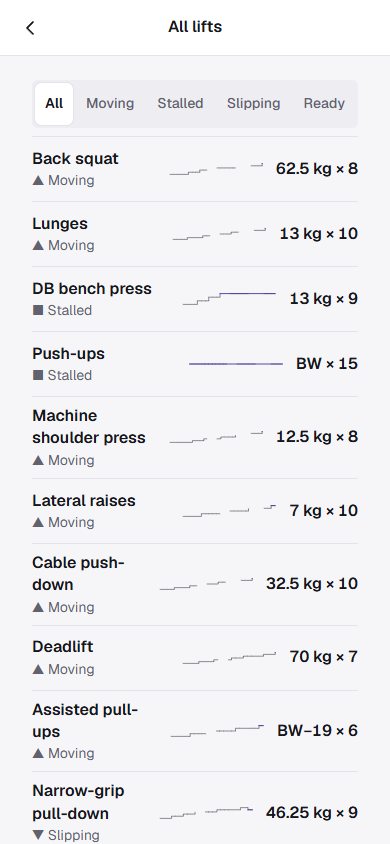 All lifts
All Moving Stalled Slipping Ready
Back squat
▲ Moving
62.5 kg × 8
Lunges
▲ Moving
13 kg × 10
DB bench press
■ Stalled
13 kg × 9
Push-ups
■ Stalled
BW × 15
Machine
shoulder press
▲ Moving
12.5 kg × 8
Lateral raises
▲ Moving
7 kg × 10
Cable push-
down
▲ Moving
32.5 kg × 10
Deadlift
▲ Moving
70 kg × 7
Assisted pull-
ups
▲ Moving
BW−19 × 6
Narrow-grip
pull-down
▼ Slipping
46.25 kg × 9